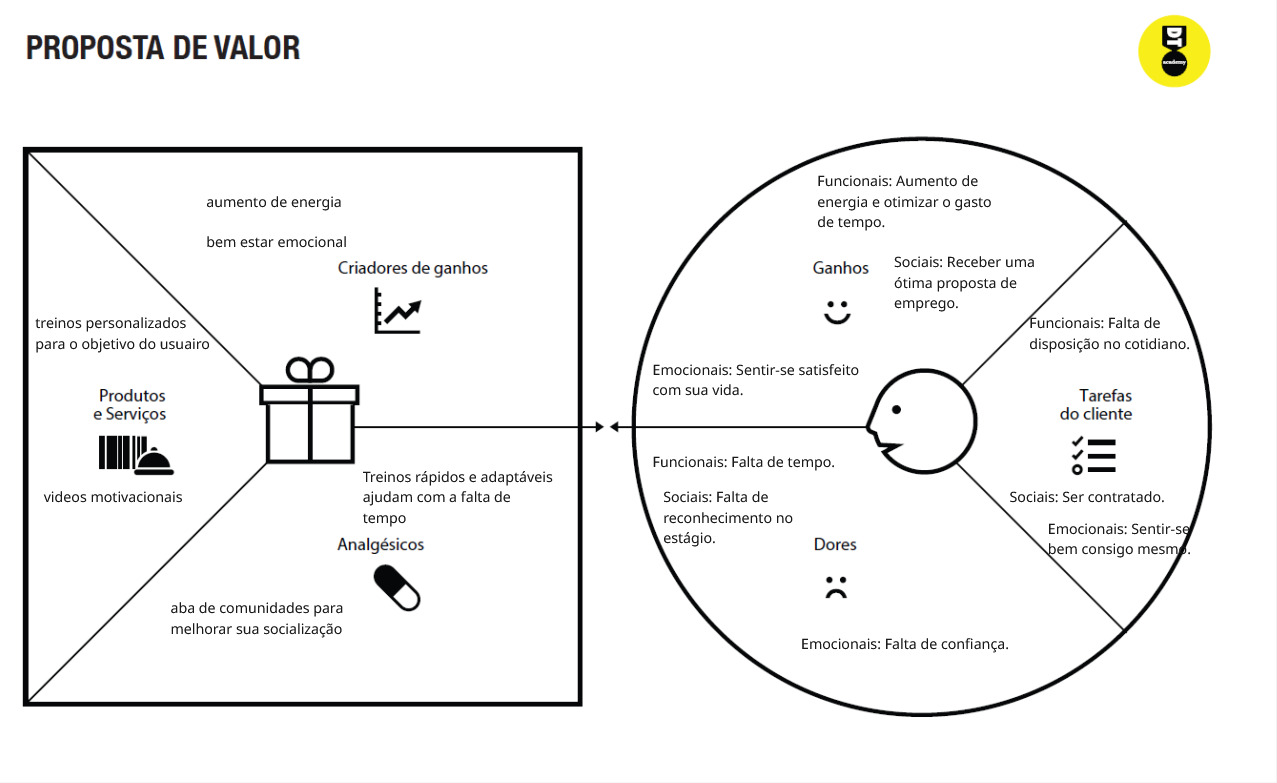 PROPOSTA DE VALOR
DT
academy
aumento de energia
bem estar emocional
Criadores de ganhos
treinos personalizados
para o objetivo do usuairo
Produtos
e Serviços
videos motivacionais
Treinos rápidos e adaptáveis
ajudam com a falta de
tempo
Analgésicos
aba de comunidades para
melhorar sua socialização
Funcionais: Aumento de
energia e otimizar o gasto
de tempo.
Ganhos
Sociais: Receber uma
ótima proposta de
emprego.
Emocionais: Sentir-se satisfeito
com sua vida.
Funcionais: Falta de
disposição no cotidiano.
Tarefas
do cliente
Sociais: Ser contratado.
Emocionais: Sentir-se
bem consigo mesmo.
Funcionais: Falta de tempo.
Sociais: Falta de
reconhecimento no
estágio.
Dores
Emocionais: Falta de confiança.